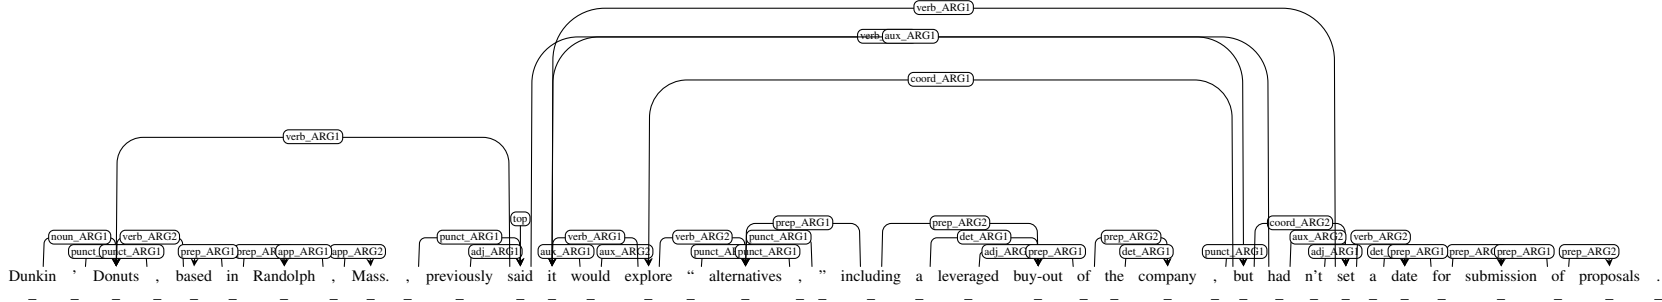 verb_ARG1
aux_ARG1
coord_ARG1
verb_ARG1
top
prep_ARG1 prep_ARG2 coord_ARG2
noun_ARG1 verb_ARG2 punct_ARG1 verb_ARG1 verb_ARG2 punct_ARG1 det_ARG1 prep_ARG2 aux_ARG2 verb_ARG2
punct_ARG1 prep_ARG1 app_ARG1 app_ARG2 adj_ARG1 aux_ARG1 aux_ARG2 punct_ARG1 prep_ARG1 det_ARG1 punct_ARG1 adj_ARG1 prep_ARG1 prep_ARG1 prep_ARG2
Dunkin ' Donuts , based in Randolph , Mass. , previously said it would explore “ alternatives , ” including a leveraged buy-out of the company , but had n't set a date for submission of proposals .
_ _ _ _ _ _ _ _ _ _ _ _ _ _ _ _ _ _ _ _ _ _ _ _ _ _ _ _ _ _ _ _ _ _ _ _ _ _